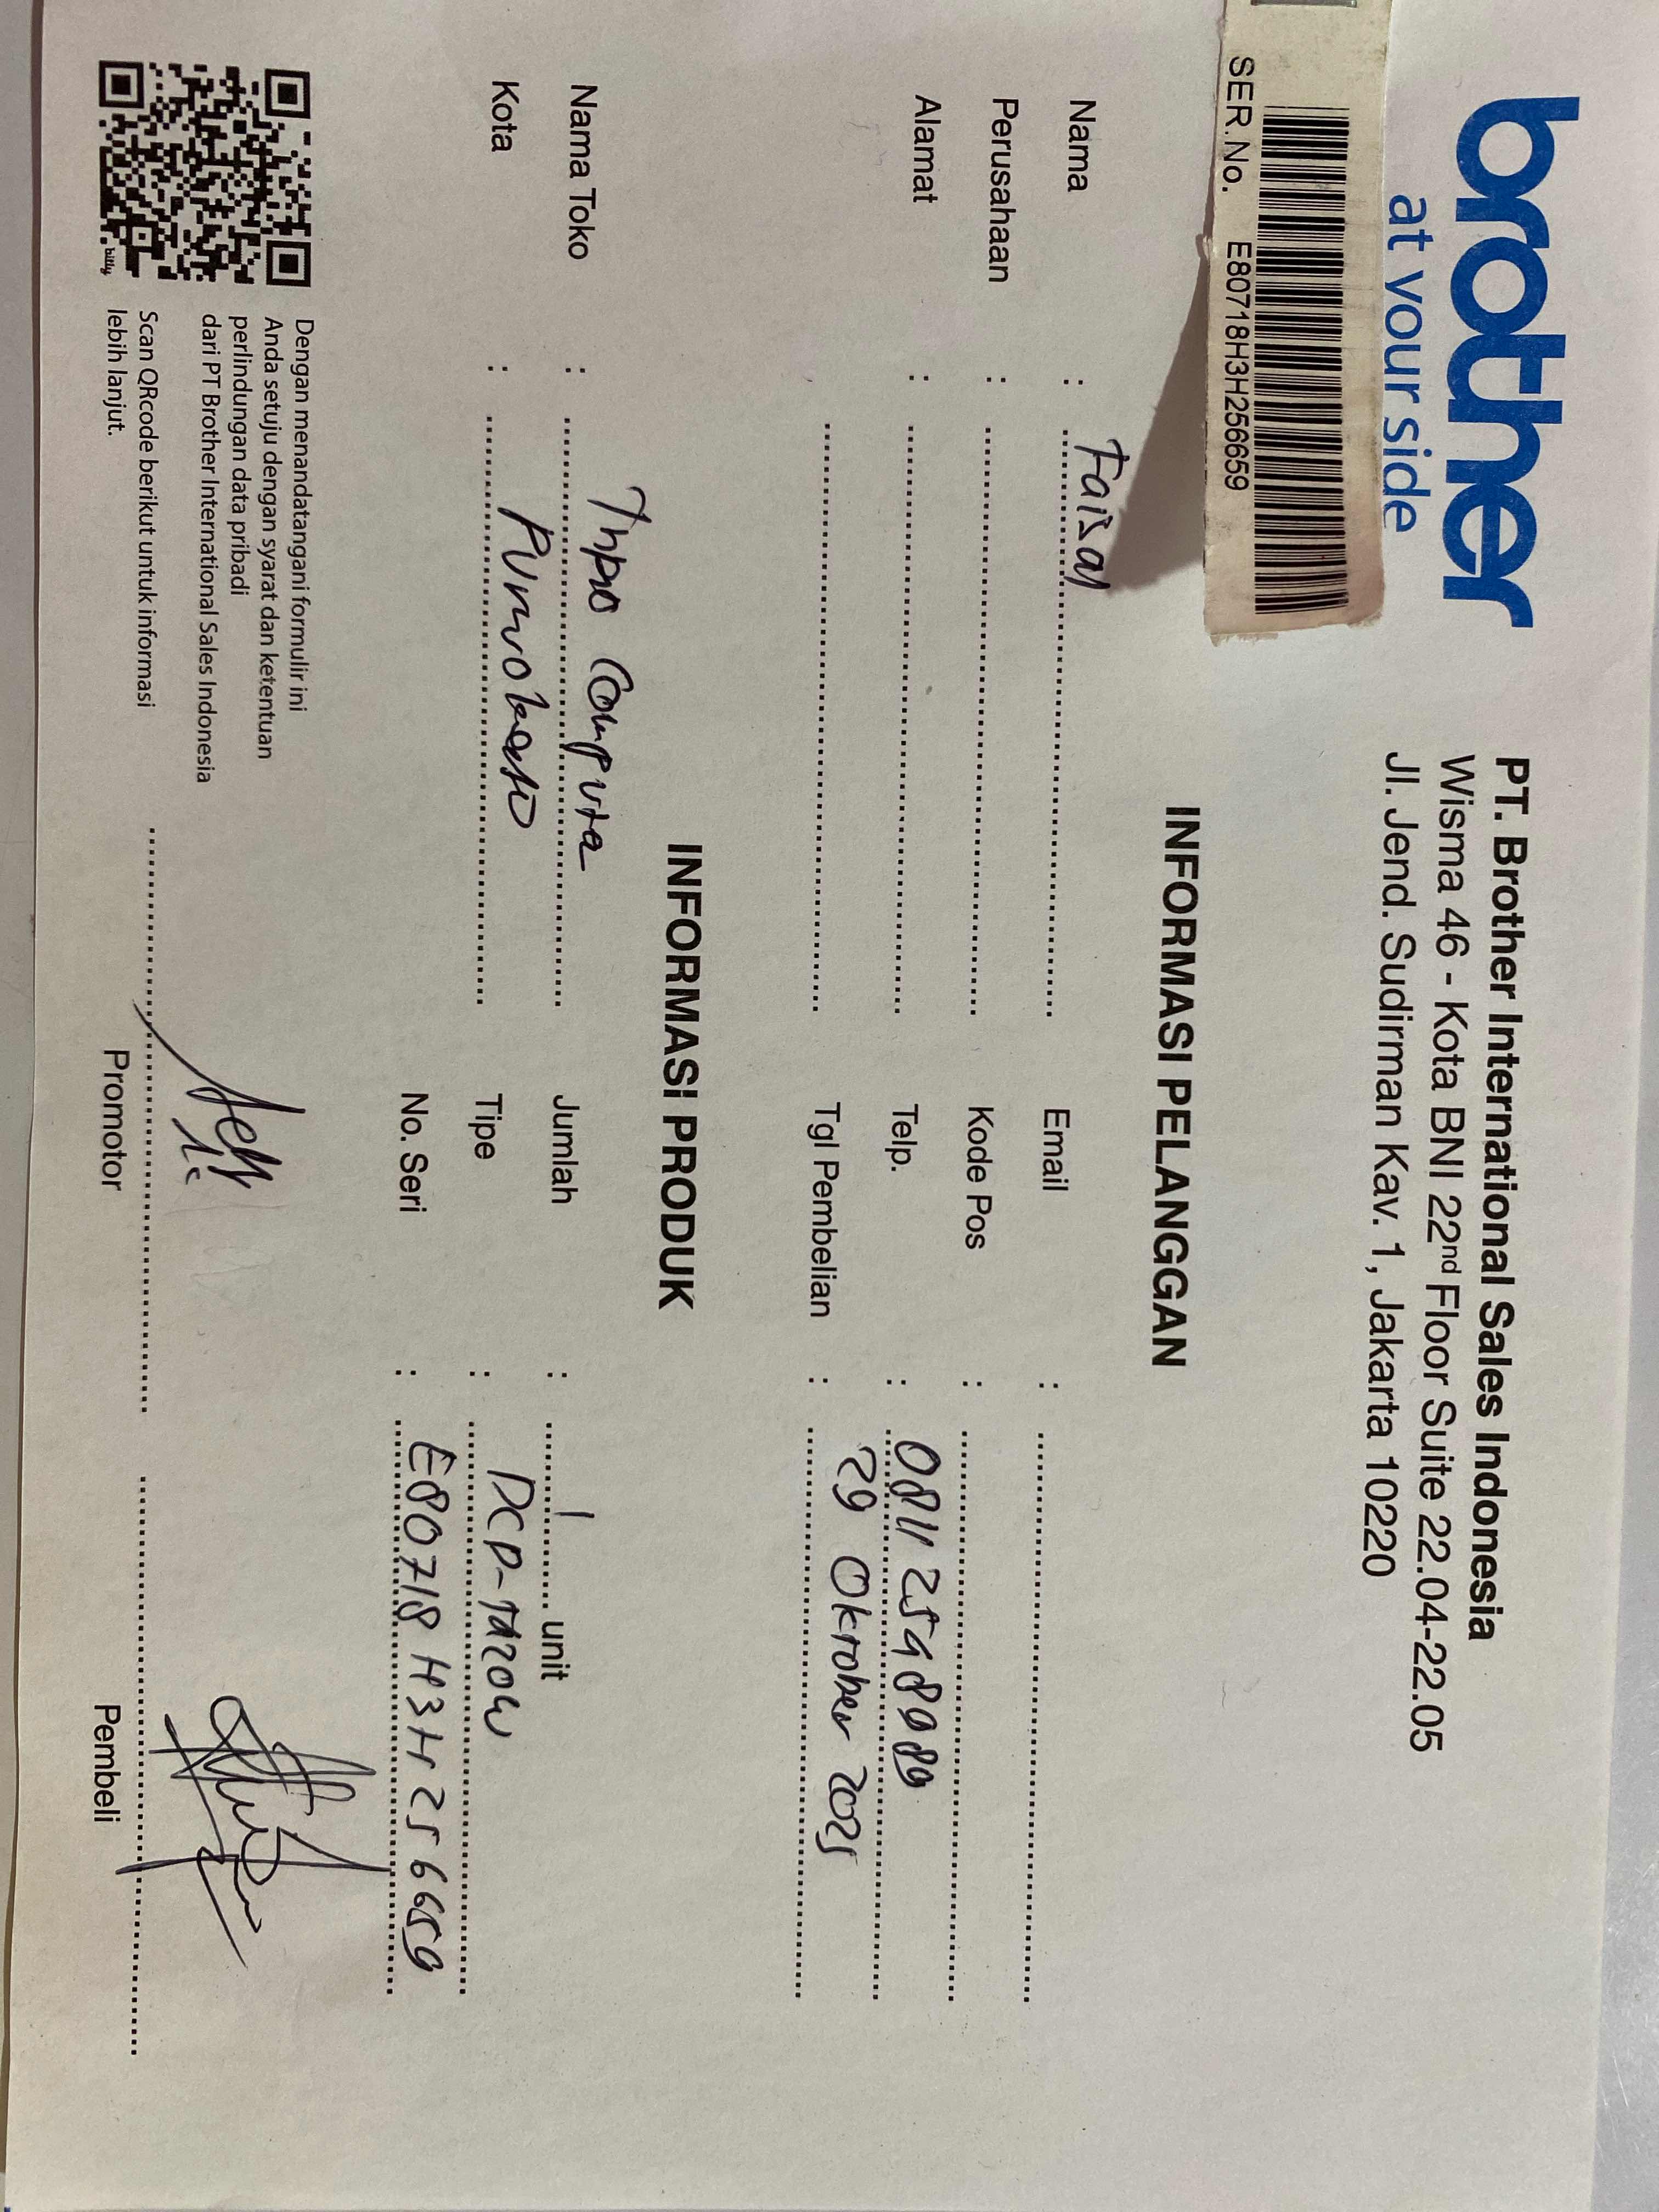 brother
at your side
PT. Brother International Sales Indonesia
Wisma 46 - Kota BNI 22nd Floor Suite 22.04-22.05
Jl. Jend. Sudirman Kav. 1, Jakarta 10220
SER. No. E80718H3H256659
INFORMASI PELANGGAN
Nama : Faisal
Email :
Perusahaan :
Kode Pos :
Alamat :
Telp. :
Tgl Pembelian : 29 Oktober 2025
INFORMASI PRODUK
Nama Toko : Computa
Jumlah : 1 unit
Kota : Purwokerto
Tipe : DCP-T420W
No. Seri : E80718H3H256659
Dengan menandatangani formulir ini
Anda setuju dengan syarat dan ketentuan
perlindungan data pribadi
dari PT Brother International Sales Indonesia
Scan QRcode berikut untuk informasi
lebih lanjut.
bitly
Promotor
Pembeli